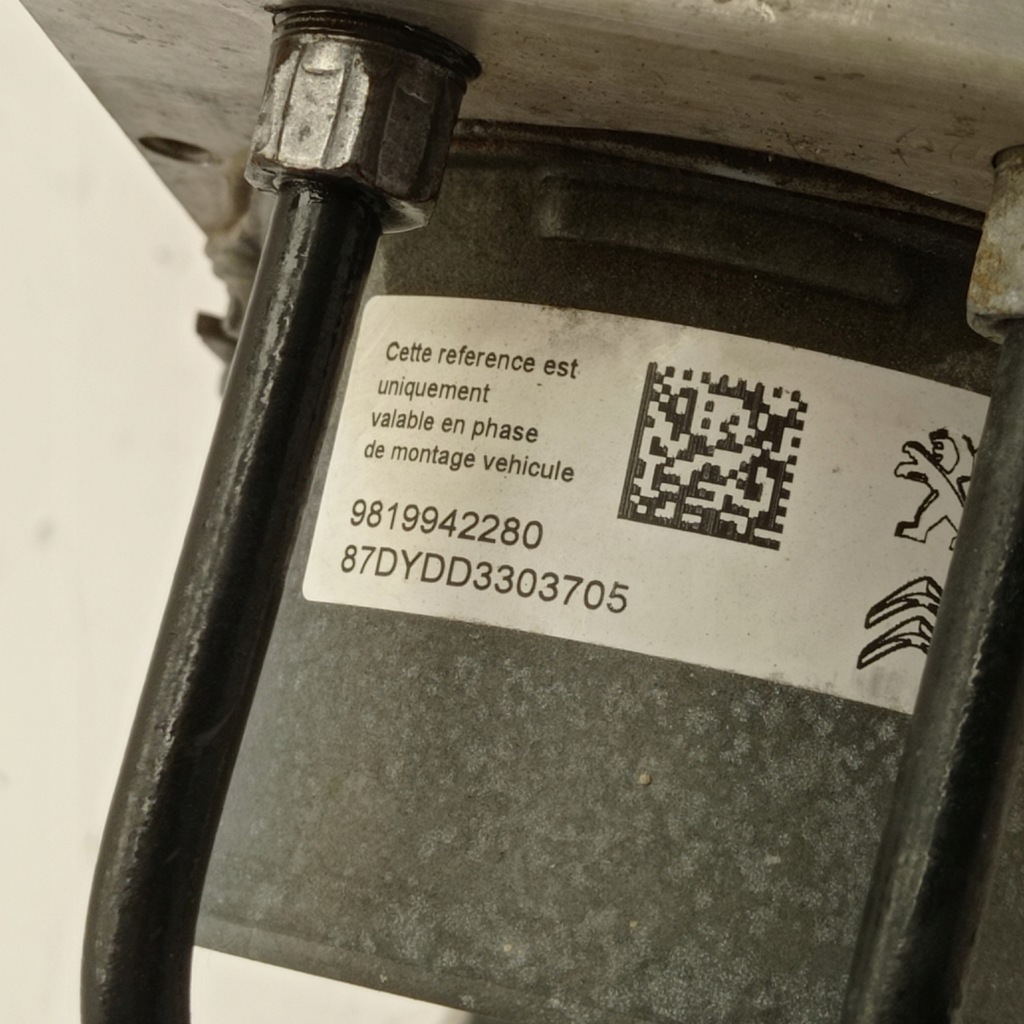 Cette reference est
uniquement
valable en phase
de montage vehicule
9819942280
87DYDD3303705